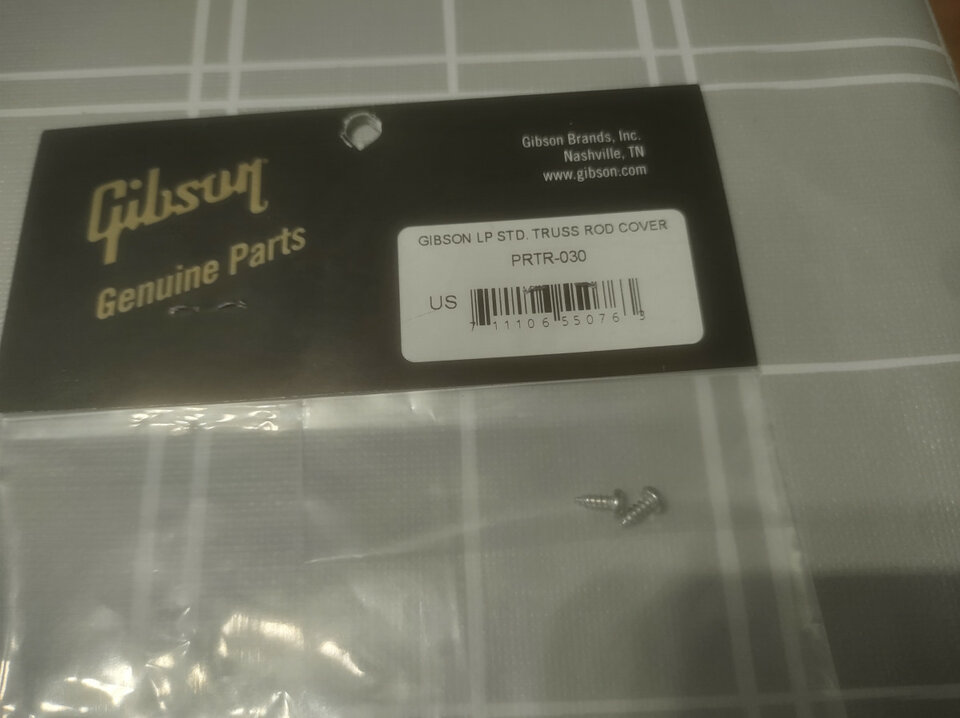 Gibson
Genuine Parts
Gibson Brands, Inc.
Nashville, TN
www.gibson.com
GIBSON LP STD. TRUSS ROD COVER
PRTR-030
US
7 11106 55076 3